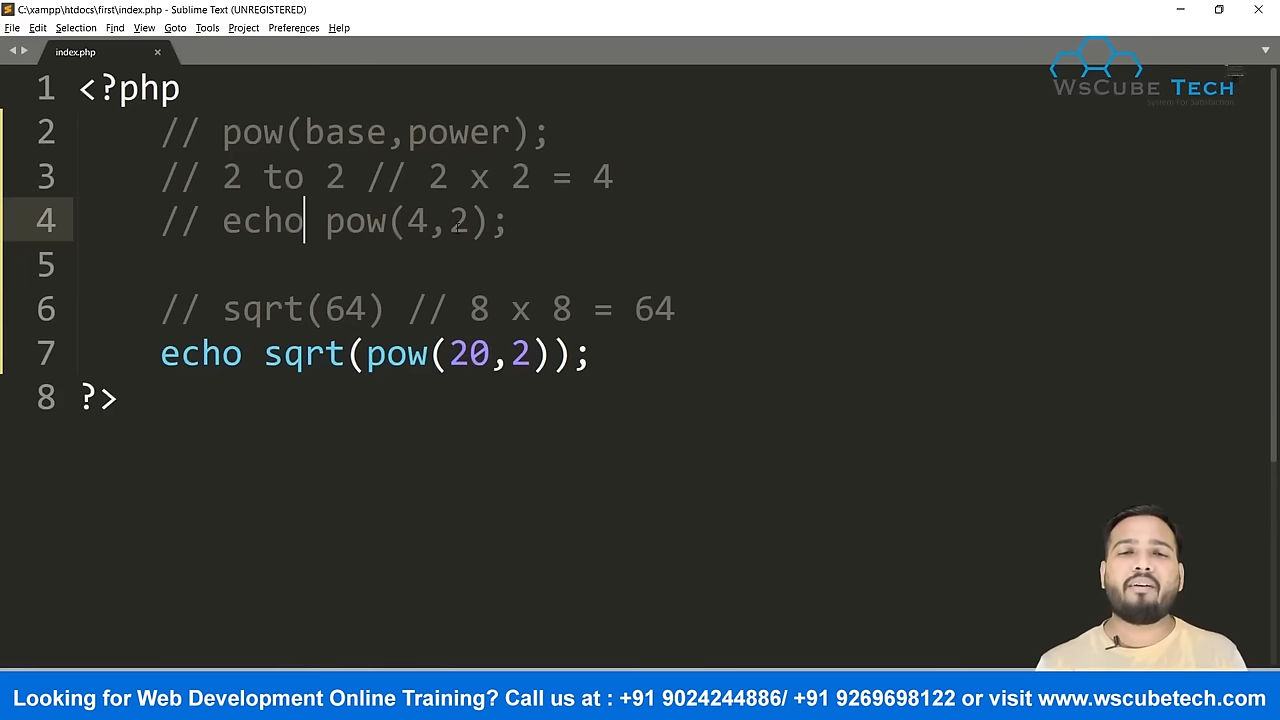 C:\xampp\htdocs\first\index.php - Sublime Text (UNREGISTERED)
File Edit Selection Find View Goto Tools Project Preferences Help
index.php
WsCube Tech
System For Satisfaction
1 <?php
2 // pow(base,power);
3 // 2 to 2 // 2 x 2 = 4
4 // echo pow(4,2);
5
6 // sqrt(64) // 8 x 8 = 64
7 echo sqrt(pow(20,2));
8 ?>
Looking for Web Development Online Training? Call us at : +91 9024244886/ +91 9269698122 or visit www.wscubetech.com